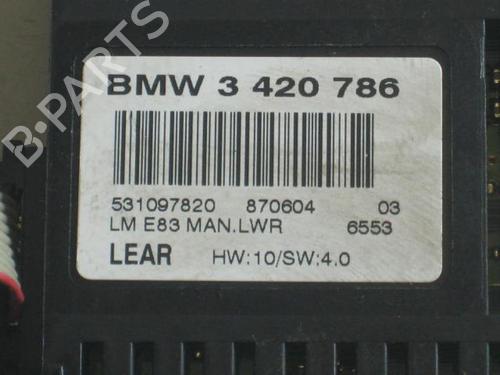 B-PARTS
BMW 3 420 786
531097820 870604 03
LM E83 MAN.LWR 6553
LEAR HW:10/SW:4.0